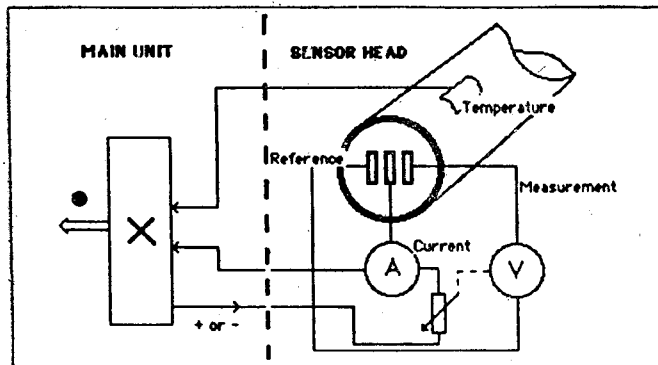 MAIN UNIT
SENSOR HEAD
Temperature
Reference
Measurement
X
Current
A
V
+ or -